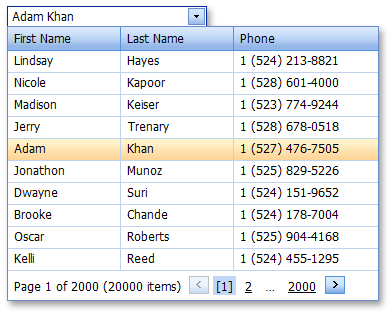 Adam Khan
First Name Last Name Phone
Lindsay Hayes 1 (524) 213-8821
Nicole Kapoor 1 (528) 601-4000
Madison Keiser 1 (523) 774-9244
Jerry Trenary 1 (528) 678-0518
Adam Khan 1 (527) 476-7505
Jonathon Munoz 1 (525) 829-5226
Dwayne Suri 1 (524) 151-9652
Brooke Chande 1 (524) 178-7004
Oscar Roberts 1 (525) 904-4168
Kelli Reed 1 (524) 455-1295
Page 1 of 2000 (20000 items) < [1] 2 … 2000 >